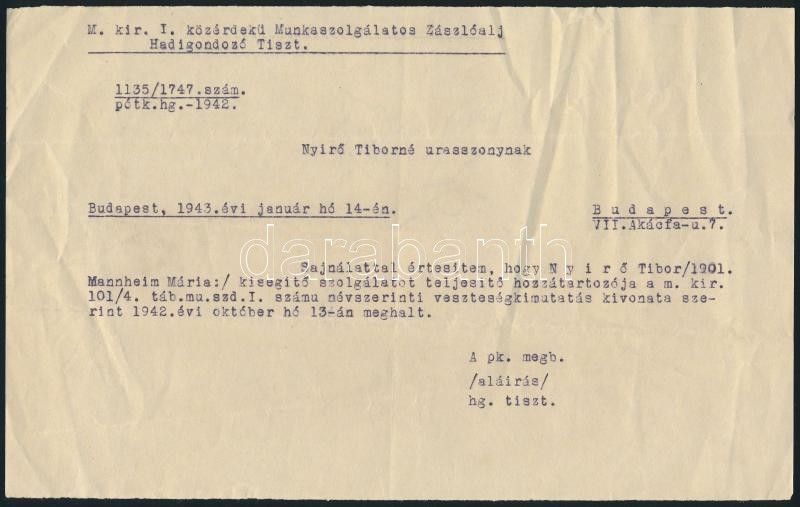 M. kir. I. közérdekü Munkaszolgálatos Zászlóalj
Hadigondozó Tiszt.
1135/1747.szám.
pótk.hg.-1942.
Nyirő Tiborné urasszonynak
Budapest, 1943.évi január hó 14-én.
B u d a p e s t.
VII.Akácfa-u.7.
darabanth
Sajnálattal értesitem, hogy N y i r ő Tibor/1901.
Mannheim Mária:/ kisegitő szolgálatot teljesitő hozzátartozója a m. kir.
101/4. táb.mu.szd.I. számu névszerinti veszteségkimutatás kivonata sze-
rint 1942.évi október hó 13-án meghalt.
A pk. megb.
/aláirás/
hg. tiszt.